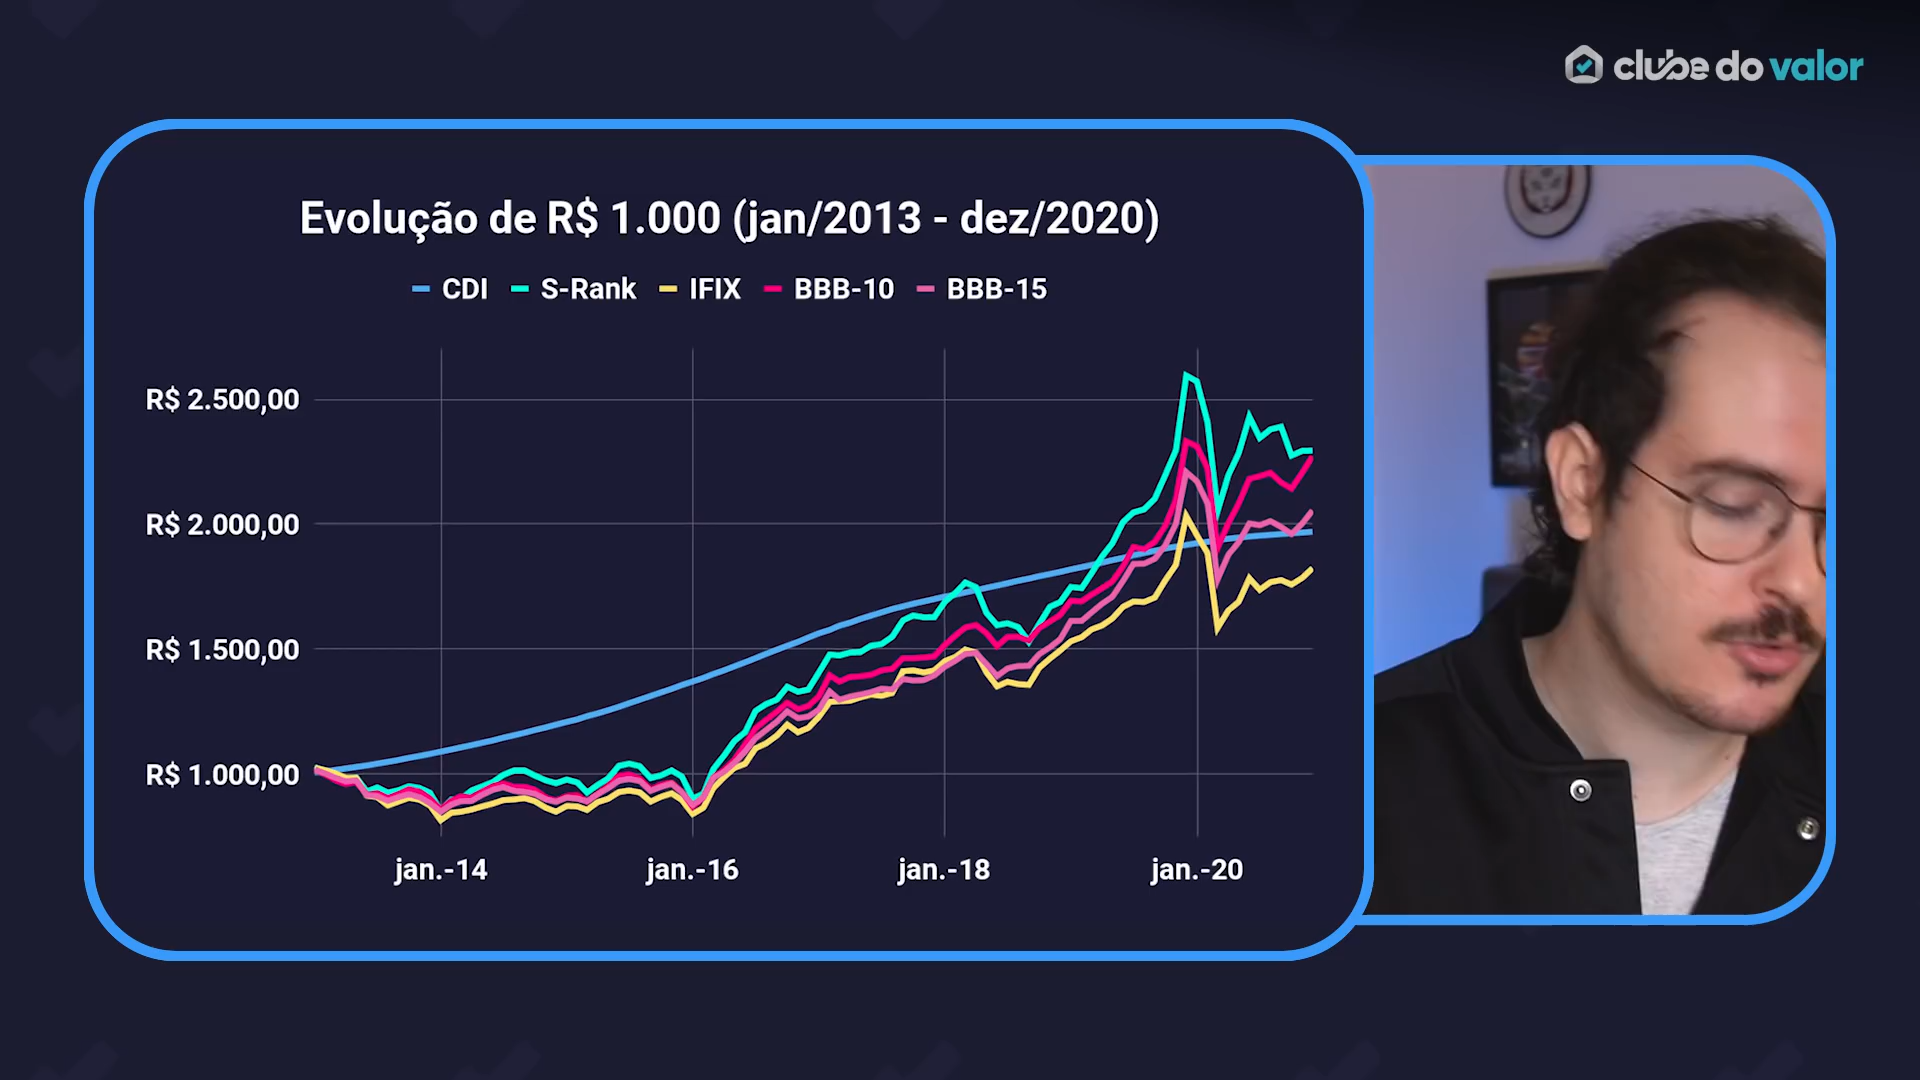 clube do valor
Evolução de R$ 1.000 (jan/2013 - dez/2020)
CDI S-Rank IFIX BBB-10 BBB-15
R$ 2.500,00
R$ 2.000,00
R$ 1.500,00
R$ 1.000,00
jan.-14 jan.-16 jan.-18 jan.-20